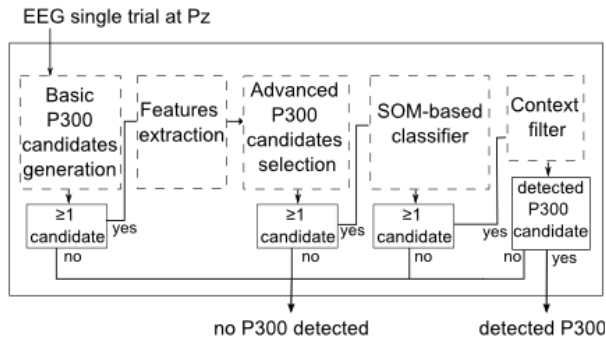 EEG single trial at Pz
Basic
P300
candidates
generation
Features
extraction
Advanced
P300
candidates
selection
SOM-based
classifier
Context
filter
≥1
candidate
yes
no
≥1
candidate
yes
no
≥1
candidate
yes
no
detected
P300
candidate
no
yes
no P300 detected
detected P300